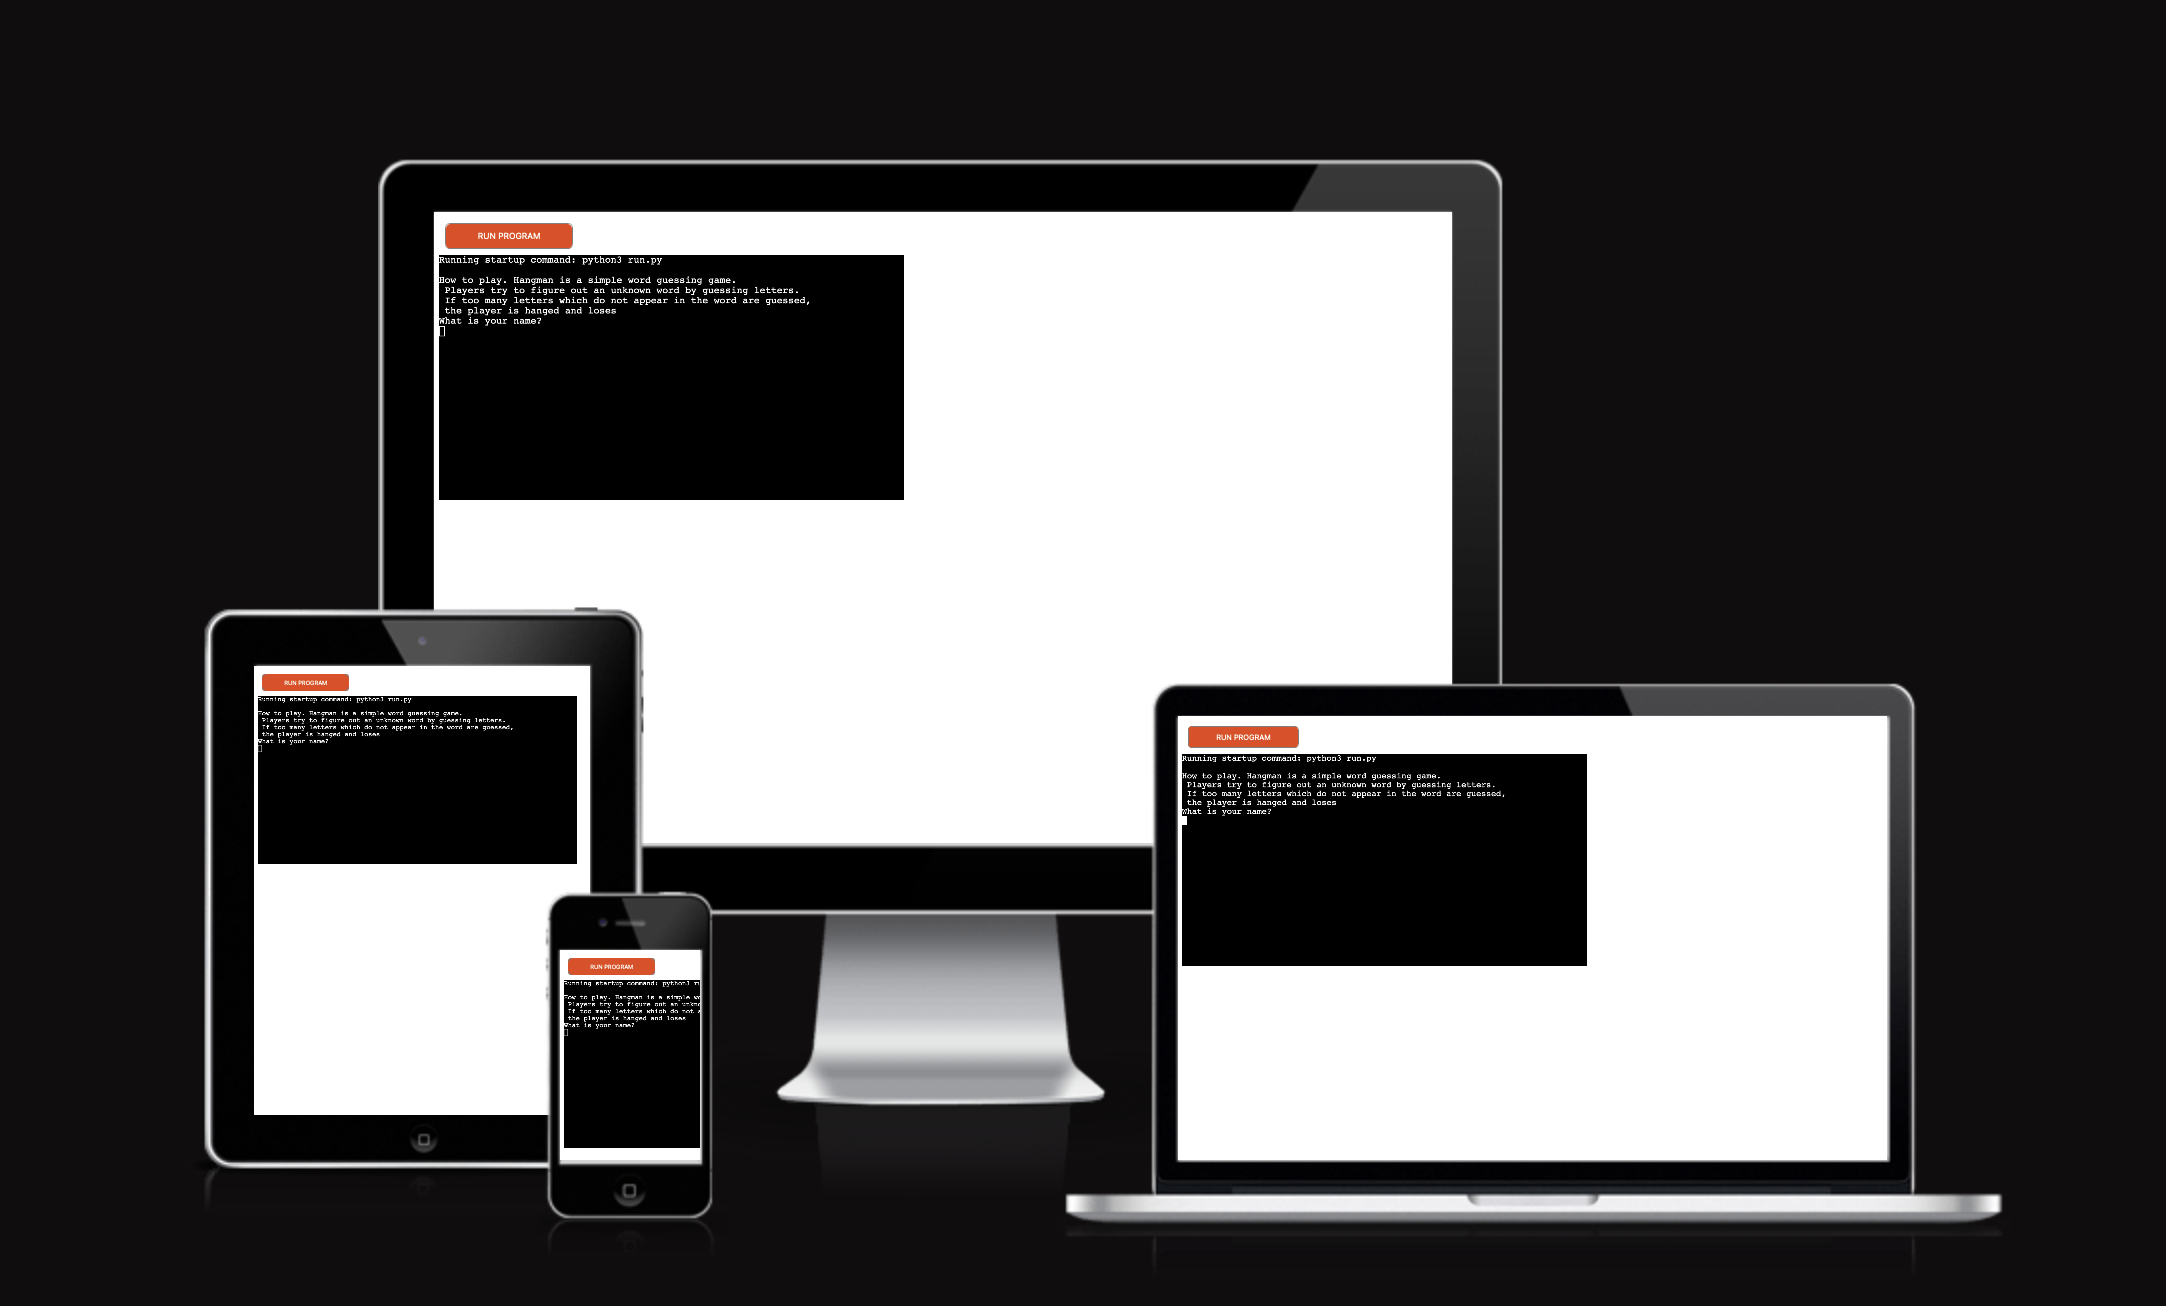 RUN PROGRAM
Running startup command: python3 run.py
How to play. Hangman is a simple word guessing game.
Players try to figure out an unknown word by guessing letters.
If too many letters which do not appear in the word are guessed,
the player is hanged and loses
What is your name?
RUN PROGRAM
Running startup command: python3 run.py
How to play. Hangman is a simple word guessing game.
Players try to figure out an unknown word by guessing letters.
If too many letters which do not appear in the word are guessed,
the player is hanged and loses
What is your name?
RUN PROGRAM
Running startup command: python3 run.py
How to play. Hangman is a simple word guessing game.
Players try to figure out an unknown word by guessing letters.
If too many letters which do not appear in the word are guessed,
the player is hanged and loses
What is your name?
RUN PROGRAM
Running startup command: python3 ru
How to play. Hangman is a simple wo
Players try to figure out an unkno
If too many letters which do not a
the player is hanged and loses
What is your name?